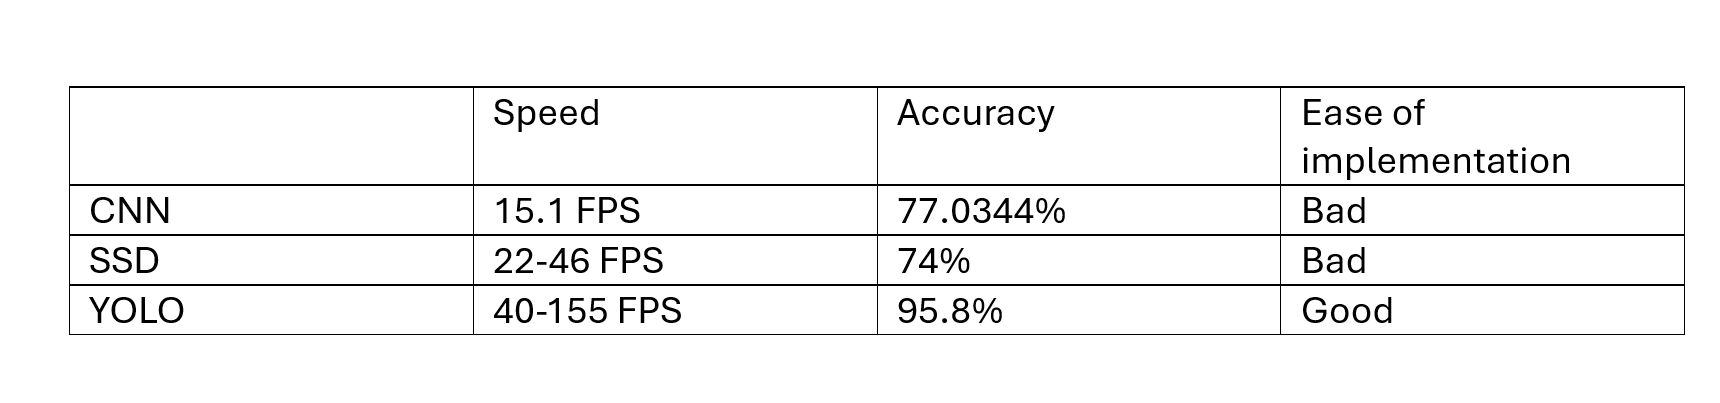 Speed Accuracy Ease of
implementation
CNN 15.1 FPS 77.0344% Bad
SSD 22-46 FPS 74% Bad
YOLO 40-155 FPS 95.8% Good